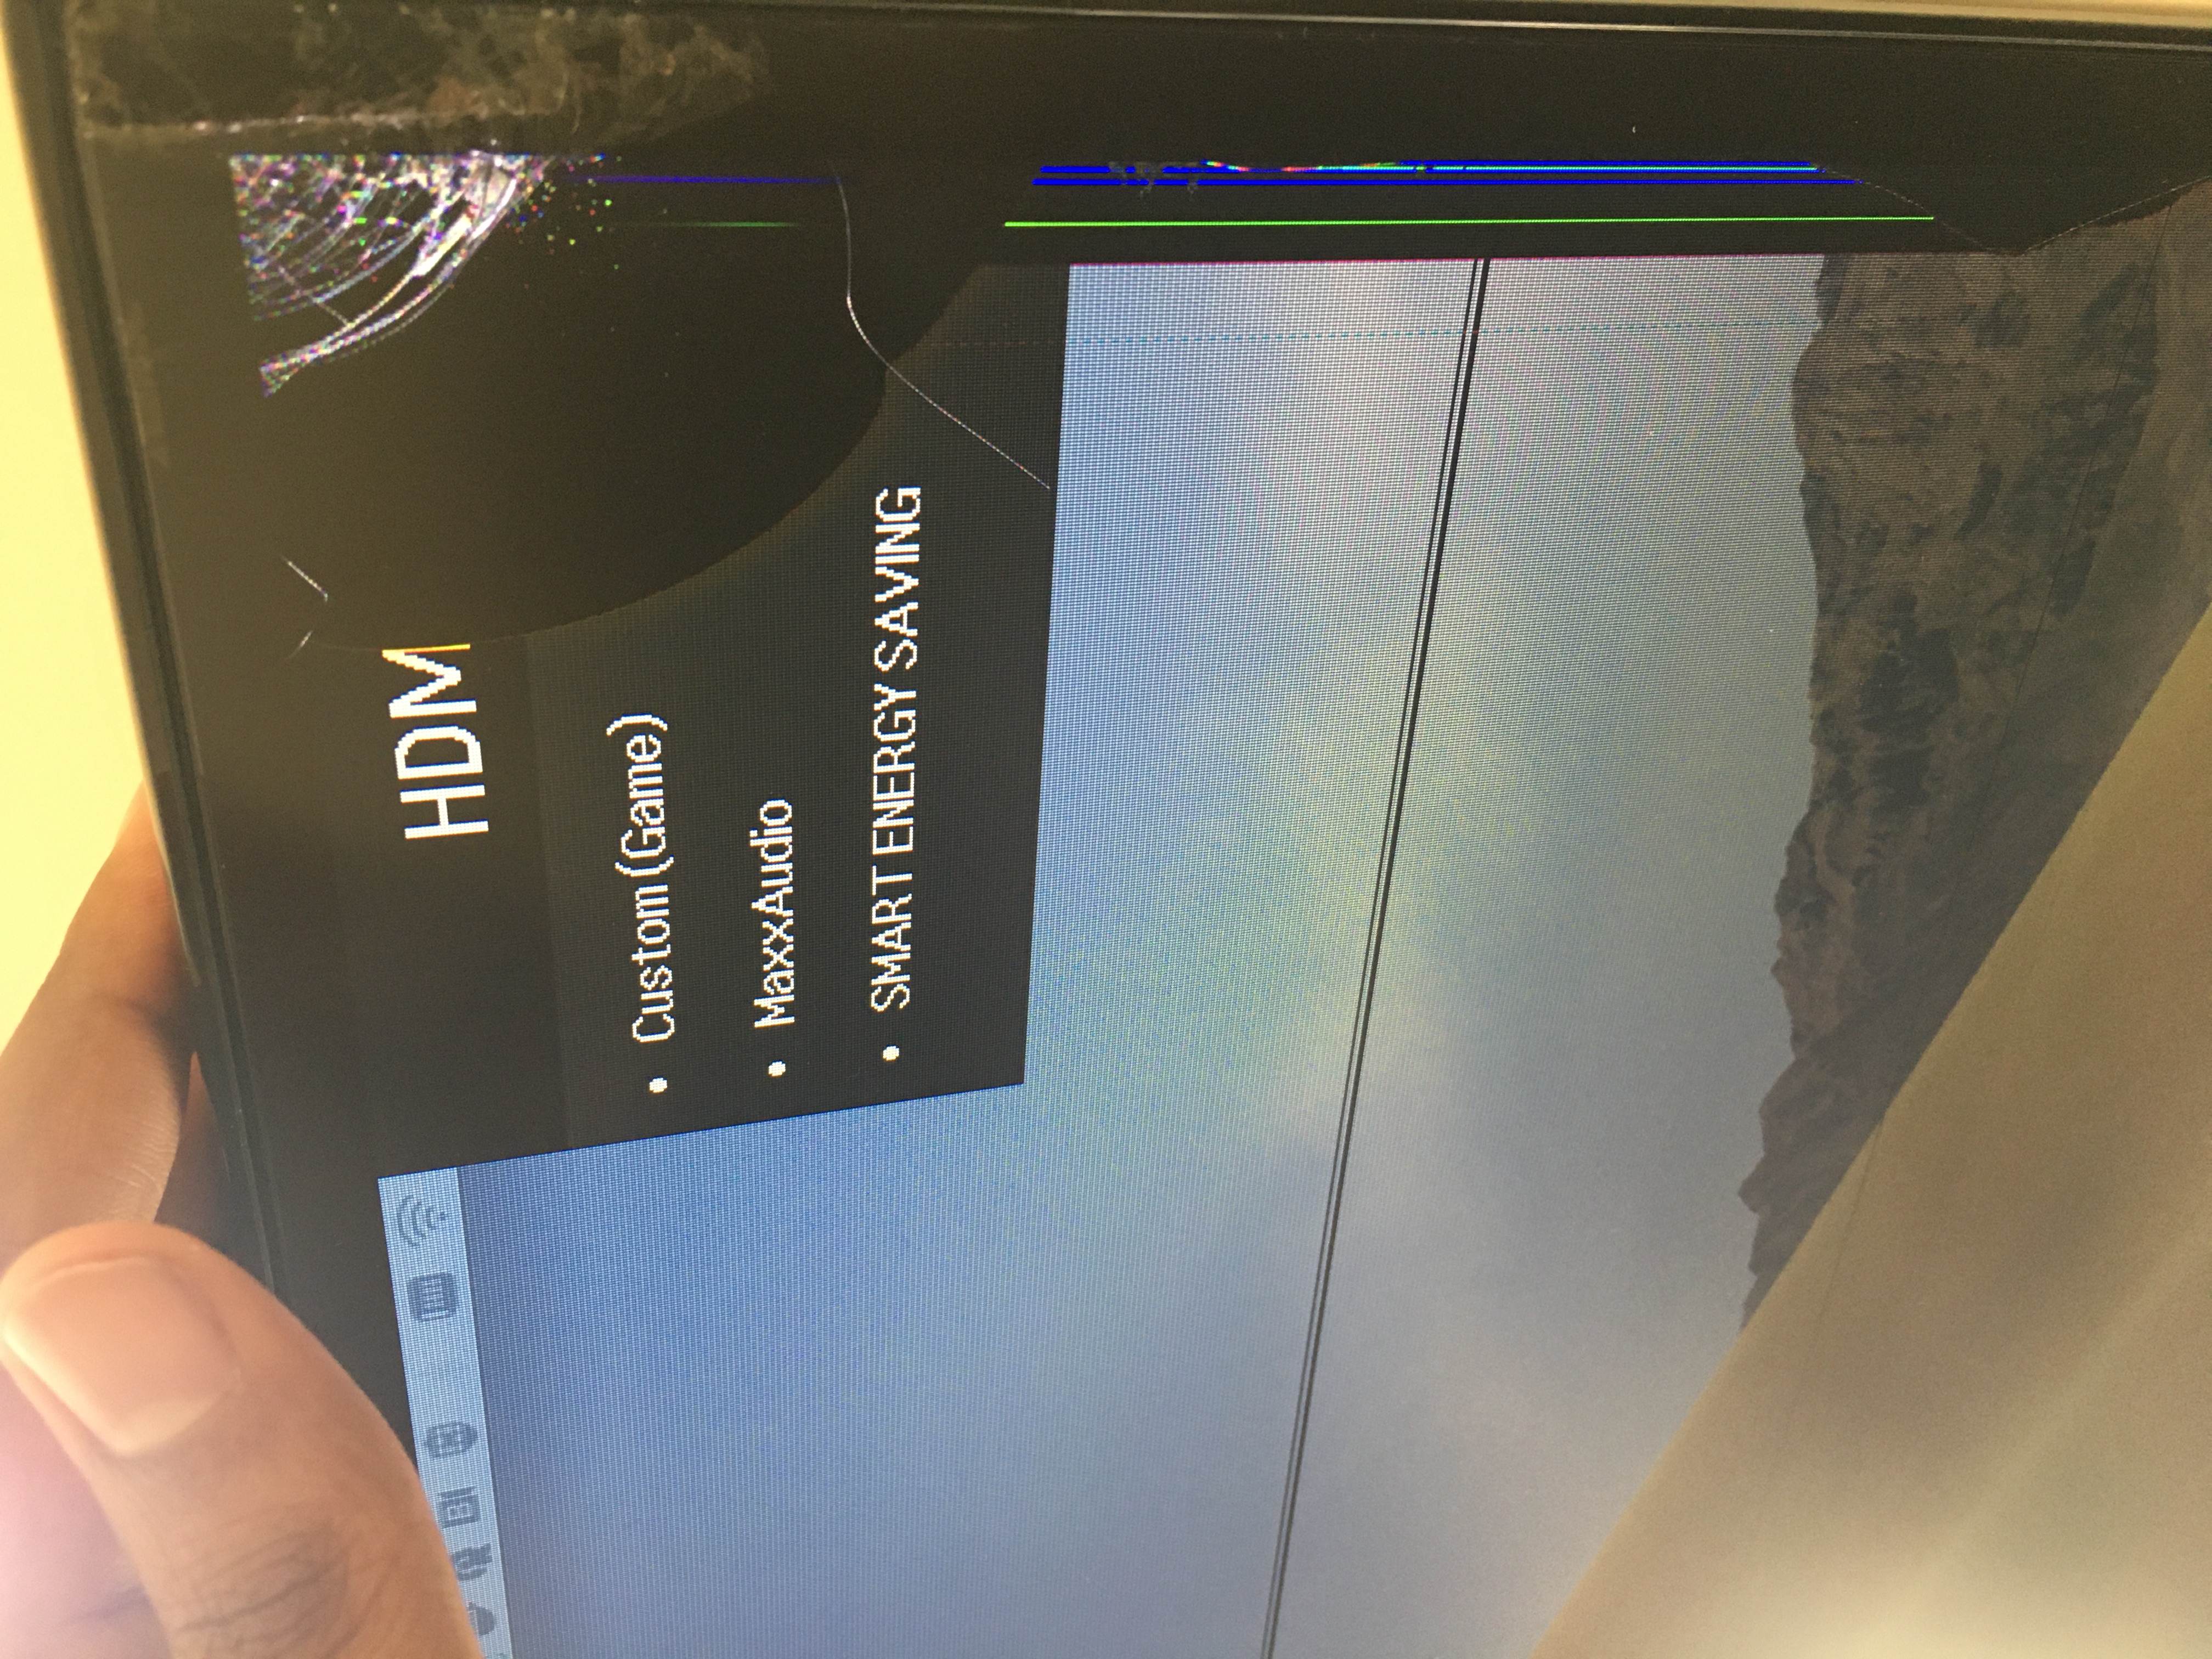 HDM
• Custom(Game)
• MaxxAudio
• SMART ENERGY SAVING